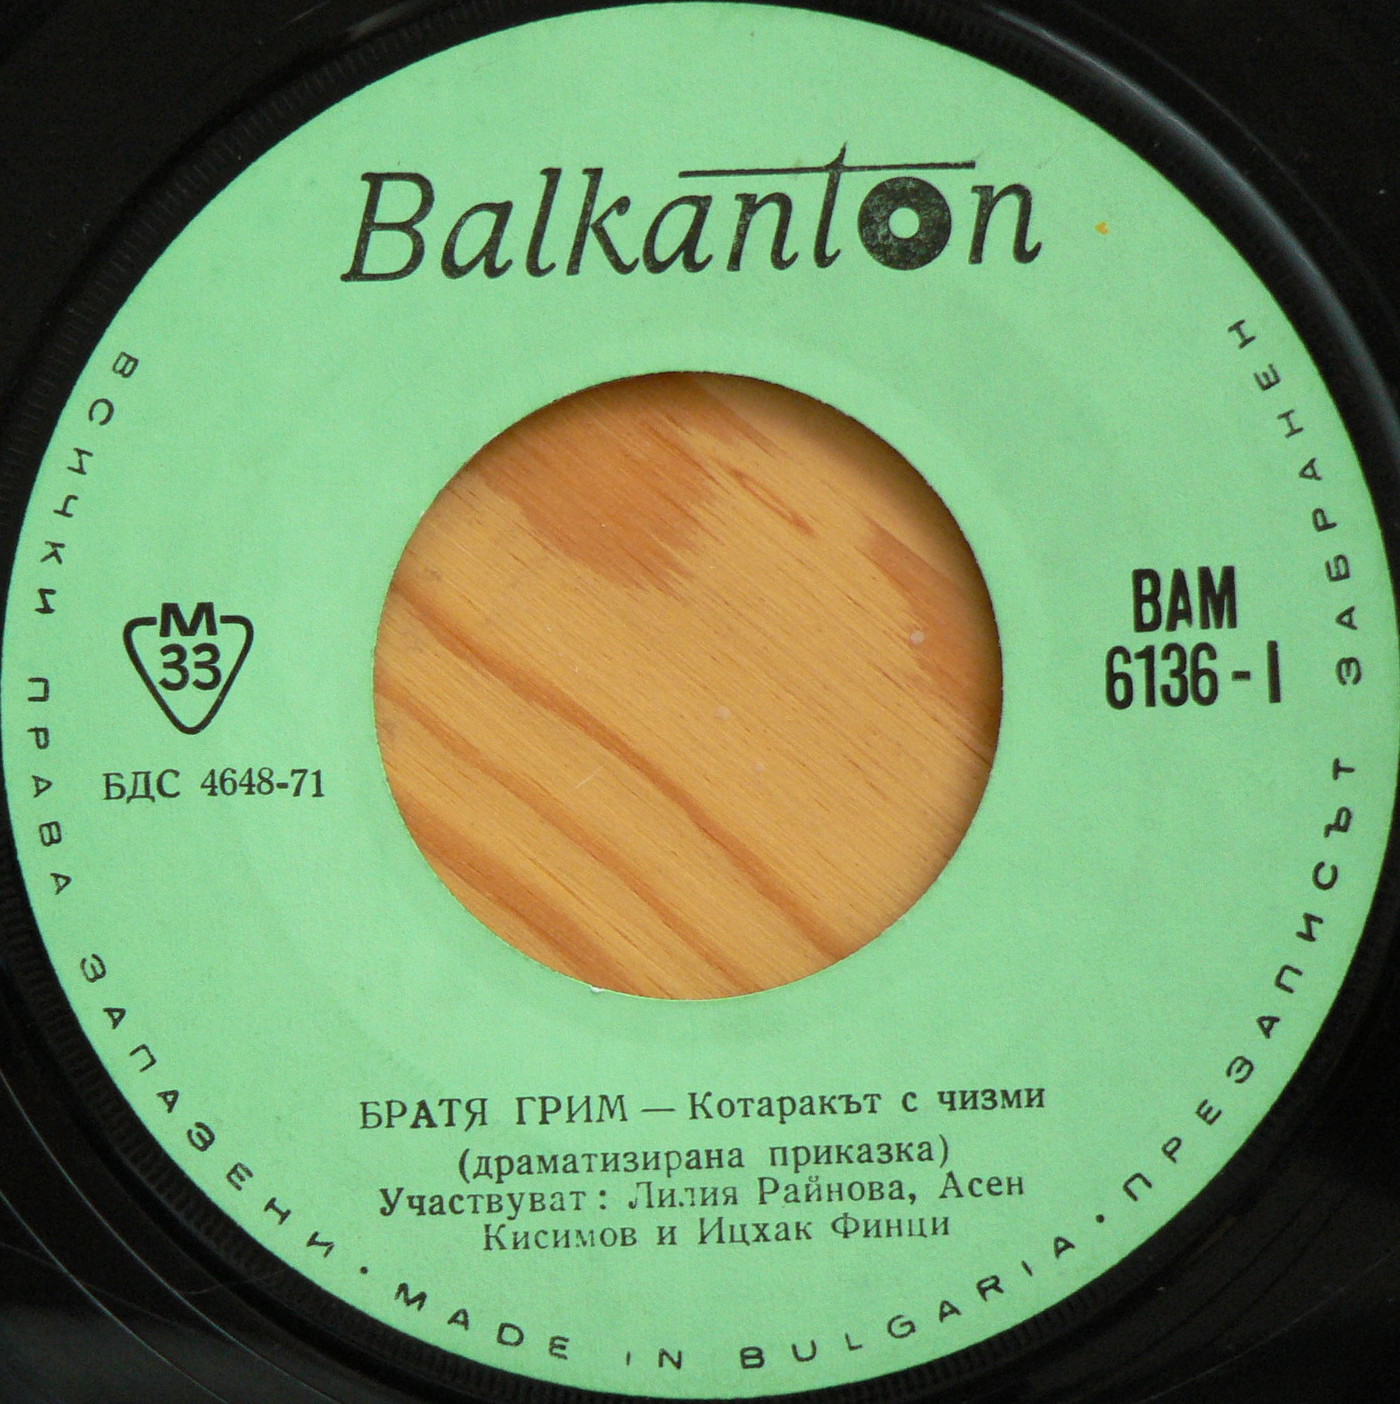 Balkanton
M
33
БДС 4648-71
ВАМ
6136 - I
БРАТЯ ГРИМ — Котаракът с чизми
(драматизирана приказка)
Участвуват : Лилия Райнова, Асен
Кисимов и Ицхак Финци
ВСИЧКИ ПРАВА ЗАПАЗЕНИ · MADE IN BULGARIA · ПРЕЗАПИСЪТ ЗАБРАНЕН